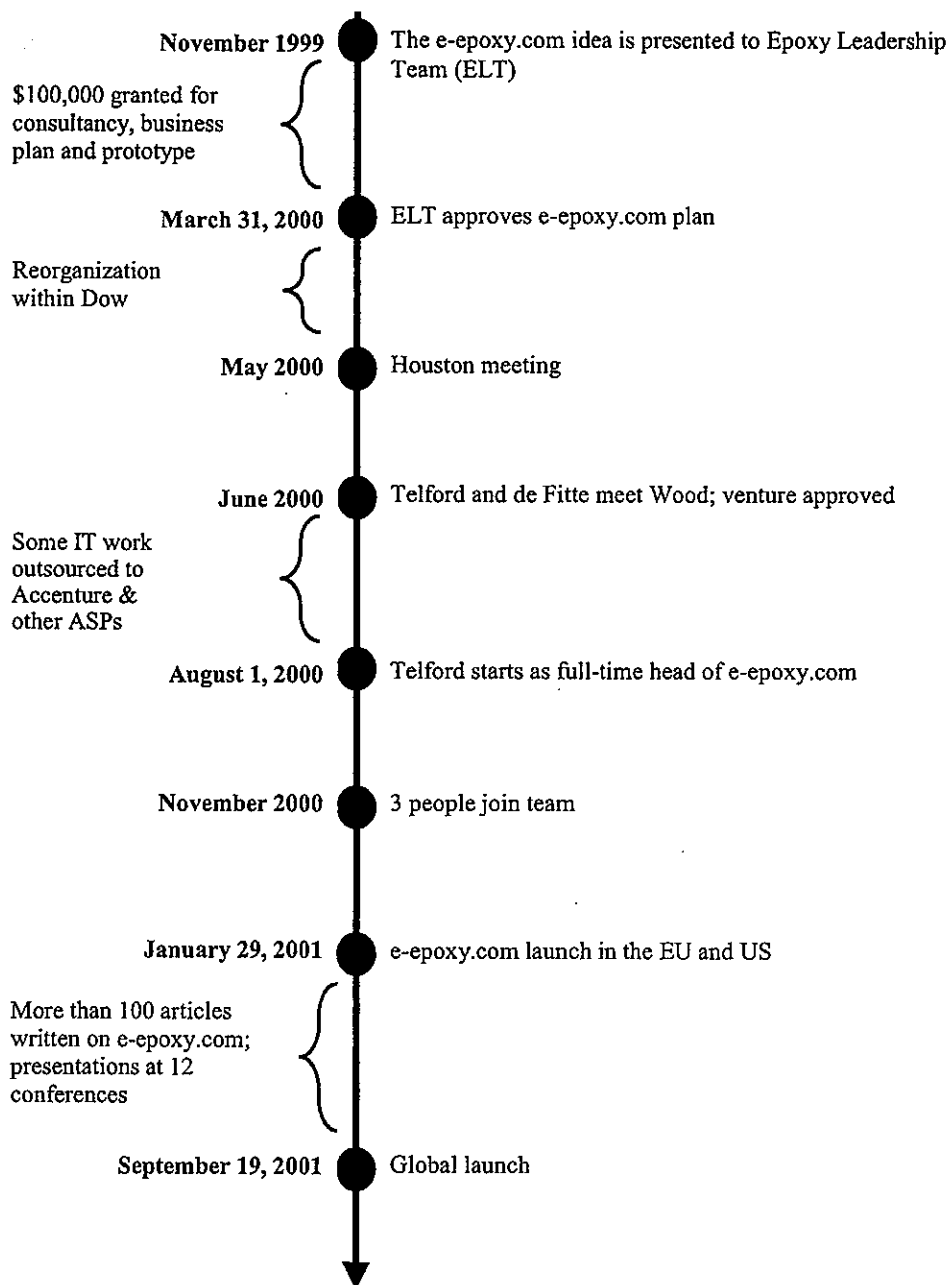 November 1999
The e-epoxy.com idea is presented to Epoxy Leadership
Team (ELT)
$100,000 granted for
consultancy, business
plan and prototype
March 31, 2000
ELT approves e-epoxy.com plan
Reorganization
within Dow
May 2000
Houston meeting
June 2000
Telford and de Fitte meet Wood; venture approved
Some IT work
outsourced to
Accenture &
other ASPs
August 1, 2000
Telford starts as full-time head of e-epoxy.com
November 2000
3 people join team
January 29, 2001
e-epoxy.com launch in the EU and US
More than 100 articles
written on e-epoxy.com;
presentations at 12
conferences
September 19, 2001
Global launch